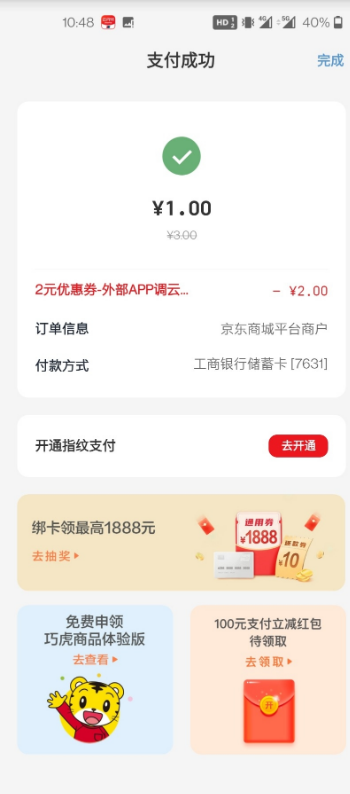 10:48
HD 1 2 4G 5G 40%
支付成功 完成
¥1.00
¥3.00
2元优惠券-外部APP调云... - ¥2.00
订单信息 京东商城平台商户
付款方式 工商银行储蓄卡 [7631]
开通指纹支付 去开通
绑卡领最高1888元
去抽奖
通用券
¥1888
¥10
免费申领
巧虎商品体验版
去查看
100元支付立减红包
待领取
去领取
开